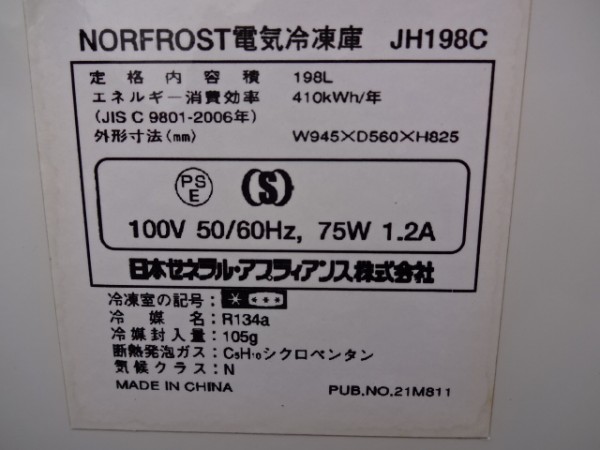 NORFROST電気冷凍庫 JH198C
定格内容積 198L
エネルギー消費効率 410kWh/年
(JIS C 9801-2006年)
外形寸法(mm) W945×D560×H825
PS E (S)
100V 50/60Hz, 75W 1.2A
日本ゼネラル・アプライアンス株式会社
冷凍室の記号:
冷媒名:R134a
冷媒封入量:105g
断熱発泡ガス:C₅H₁₀シクロペンタン
気候クラス:N
MADE IN CHINA PUB.NO.21M811